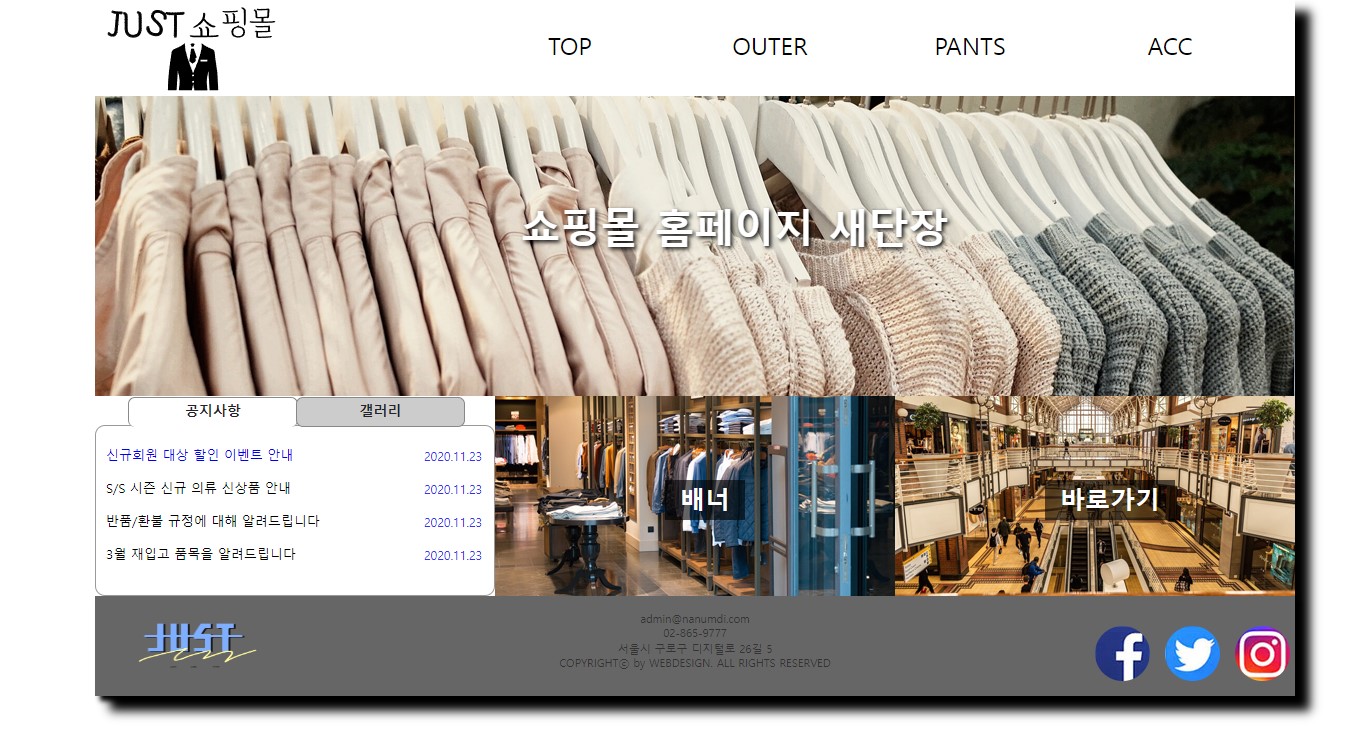 JUST 쇼핑몰
TOP OUTER PANTS ACC
쇼핑몰 홈페이지 새단장
공지사항 갤러리
신규회원 대상 할인 이벤트 안내 2020.11.23
S/S 시즌 신규 의류 신상품 안내 2020.11.23
반품/환불 규정에 대해 알려드립니다 2020.11.23
3월 재입고 품목을 알려드립니다 2020.11.23
배너
바로가기
JUST
admin@nanumdi.com
02-865-9777
서울시 구로구 디지털로 26길 5
COPYRIGHTⓒ by WEBDESIGN. ALL RIGHTS RESERVED